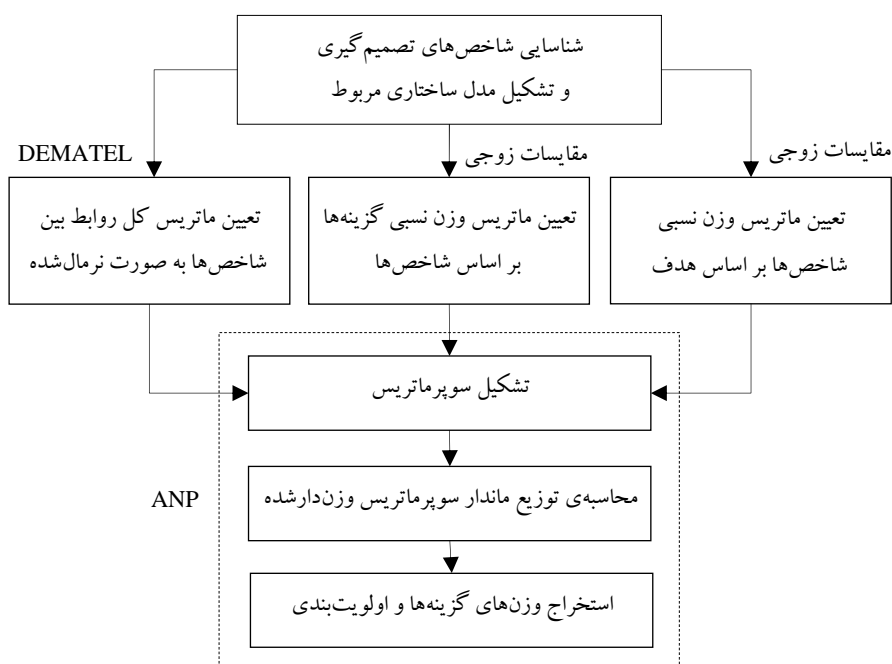 شناسایی شاخص‌های تصمیم‌گیری
و تشکیل مدل ساختاری مربوط
مقایسات زوجی
مقایسات زوجی
DEMATEL
تعیین ماتریس وزن نسبی
شاخص‌ها بر اساس هدف
تعیین ماتریس وزن نسبی گزینه‌ها
بر اساس شاخص‌ها
تعیین ماتریس کل روابط بین
شاخص‌ها به صورت نرمال‌شده
تشکیل سوپرماتریس
ANP
محاسبه‌ی توزیع ماندار سوپرماتریس وزن‌دارشده
استخراج وزن‌های گزینه‌ها و اولویت‌بندی